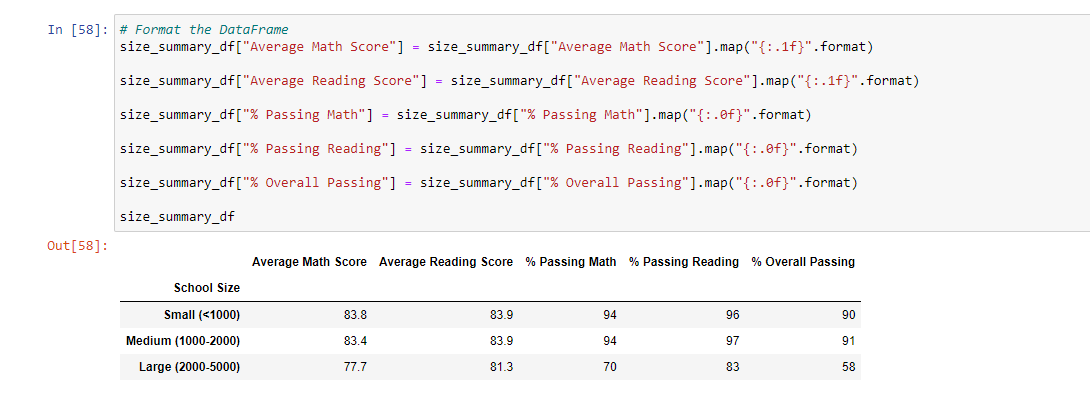 In [58]: # Format the DataFrame
size_summary_df["Average Math Score"] = size_summary_df["Average Math Score"].map("{:.1f}".format)
size_summary_df["Average Reading Score"] = size_summary_df["Average Reading Score"].map("{:.1f}".format)
size_summary_df["% Passing Math"] = size_summary_df["% Passing Math"].map("{:.0f}".format)
size_summary_df["% Passing Reading"] = size_summary_df["% Passing Reading"].map("{:.0f}".format)
size_summary_df["% Overall Passing"] = size_summary_df["% Overall Passing"].map("{:.0f}".format)
size_summary_df
Out[58]:
Average Math Score Average Reading Score % Passing Math % Passing Reading % Overall Passing
School Size
Small (<1000) 83.8 83.9 94 96 90
Medium (1000-2000) 83.4 83.9 94 97 91
Large (2000-5000) 77.7 81.3 70 83 58